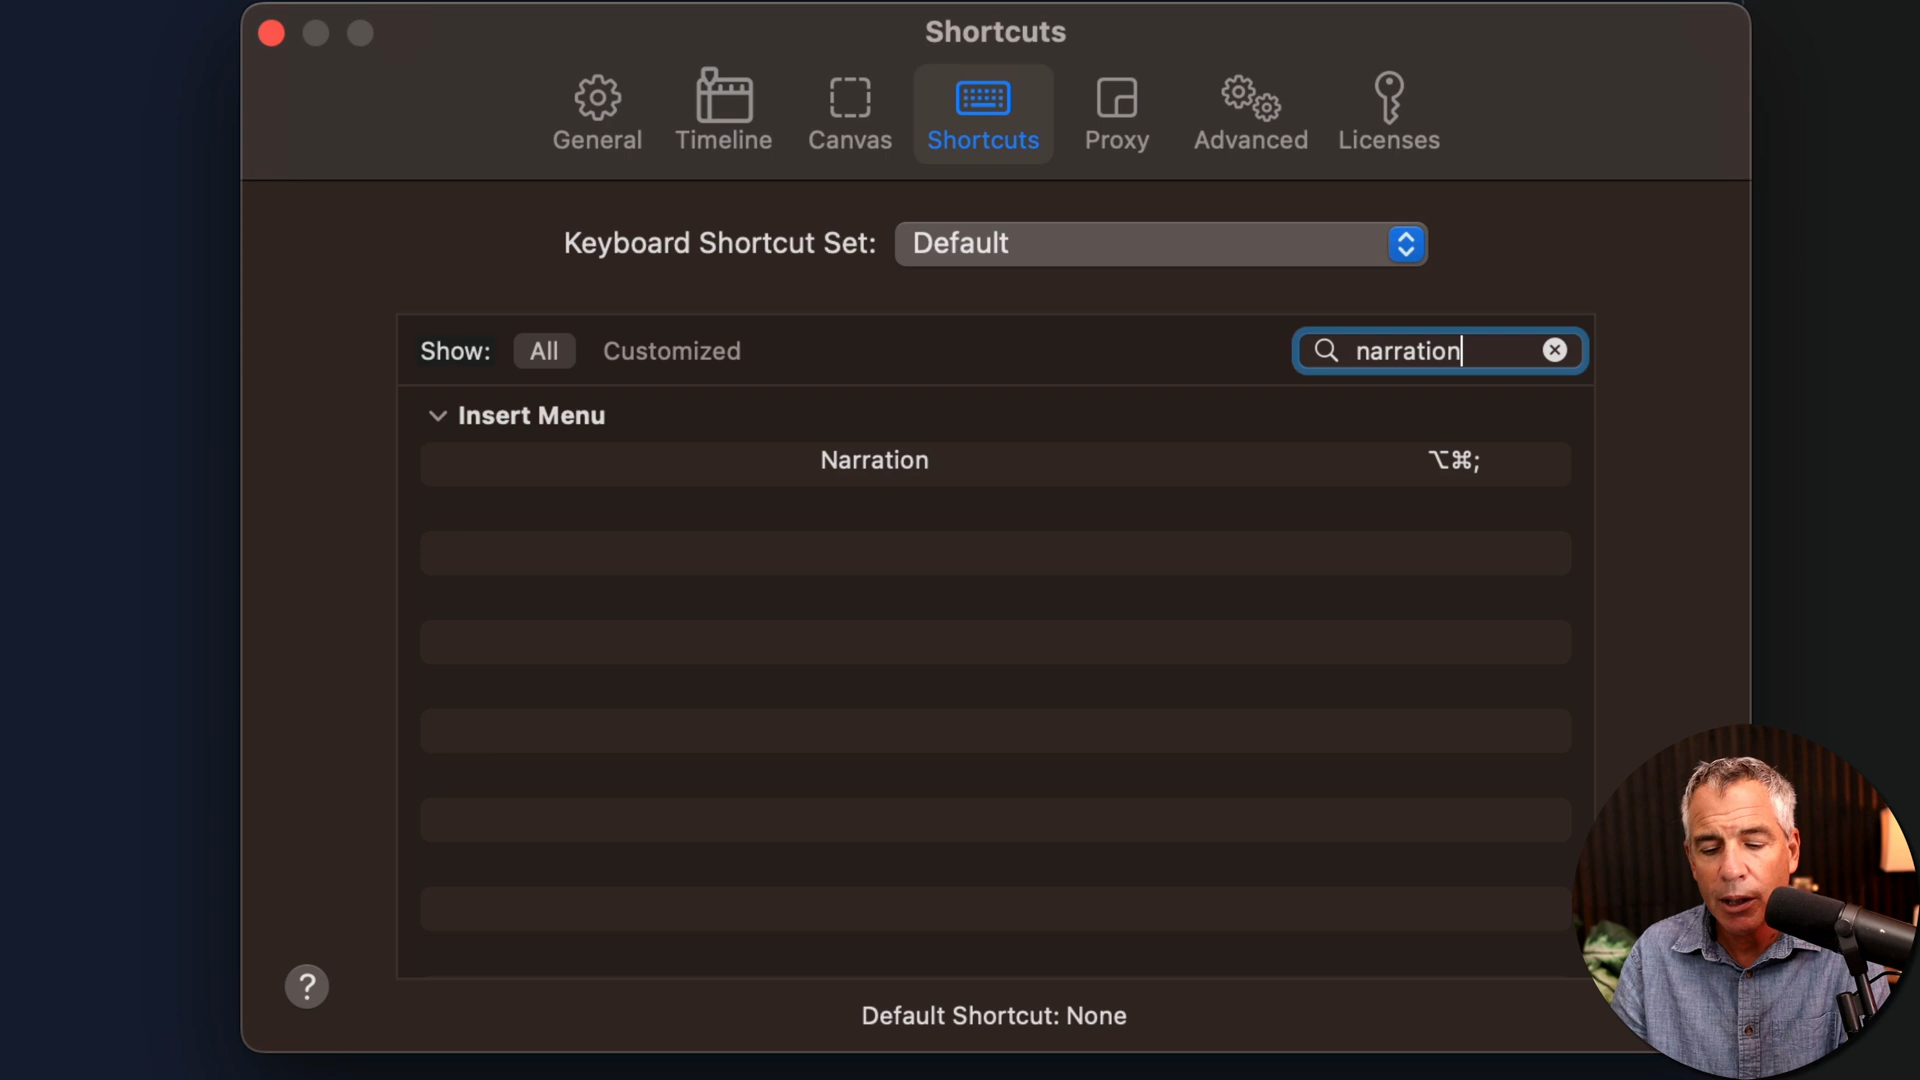 Shortcuts
General
Timeline
Canvas
Shortcuts
Proxy
Advanced
Licenses
Keyboard Shortcut Set: Default
Show: All Customized
narration
Insert Menu
Narration ⌥⌘;
?
Default Shortcut: None